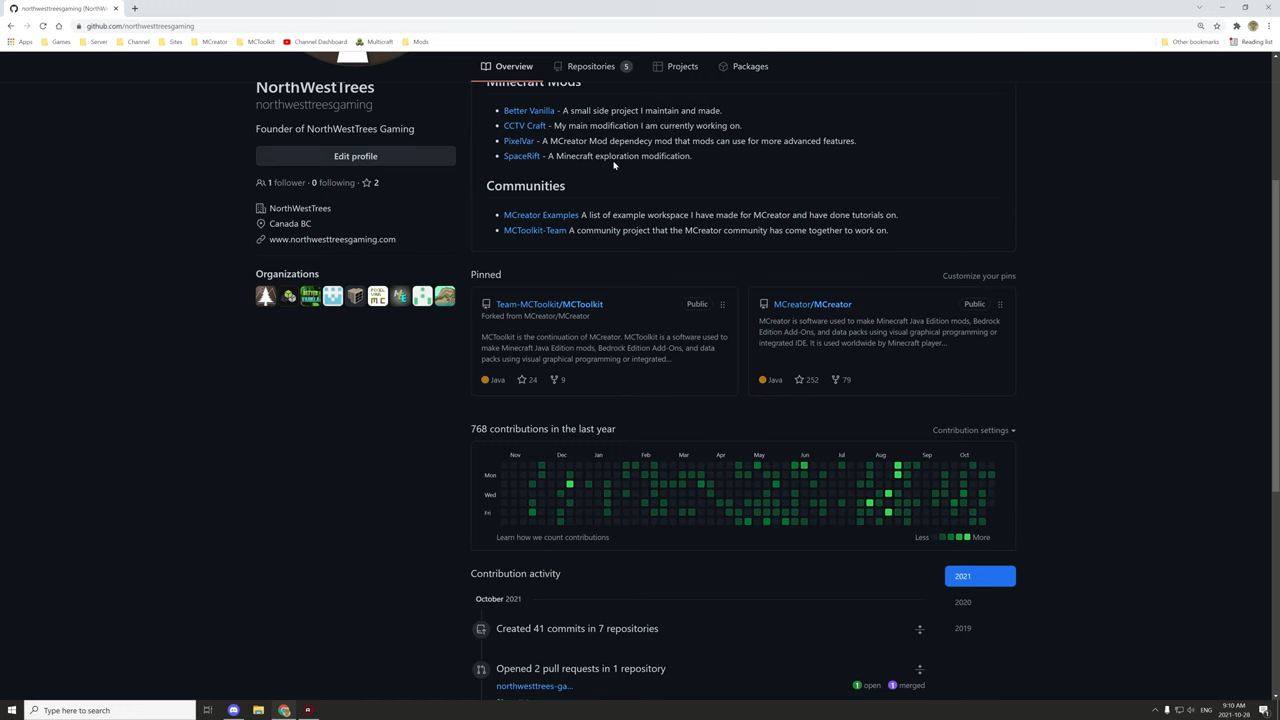 northwesttreesgaming (NorthW
github.com/northwesttreesgaming
Apps
Games
Server
Channel
Sites
MCreator
MCToolkit
Channel Dashboard
Multicraft
Mods
Other bookmarks
Reading list
Overview
Repositories 5
Projects
Packages
NorthWestTrees
northwesttreesgaming
Founder of NorthWestTrees Gaming
Edit profile
1 follower · 0 following · 2
NorthWestTrees
Canada BC
www.northwesttreesgaming.com
Organizations
Minecraft Mods
Better Vanilla - A small side project I maintain and made.
CCTV Craft - My main modification I am currently working on.
PixelVar - A MCreator Mod dependecy mod that mods can use for more advanced features.
SpaceRift - A Minecraft exploration modification.
Communities
MCreator Examples A list of example workspace I have made for MCreator and have done tutorials on.
MCToolkit-Team A community project that the MCreator community has come together to work on.
Pinned
Customize your pins
Team-MCToolkit/MCToolkit
Public
Forked from MCreator/MCreator
MCToolkit is the continuation of MCreator. MCToolkit is a software used to
make Minecraft Java Edition mods, Bedrock Edition Add-Ons, and data
packs using visual graphical programming or integrated...
Java 24 9
MCreator/MCreator
Public
MCreator is software used to make Minecraft Java Edition mods, Bedrock
Edition Add-Ons, and data packs using visual graphical programming or
integrated IDE. It is used worldwide by Minecraft player...
Java 252 79
768 contributions in the last year
Contribution settings
Nov Dec Jan Feb Mar Apr May Jun Jul Aug Sep Oct
Mon
Wed
Fri
Learn how we count contributions
Less More
Contribution activity
2021
2020
2019
October 2021
Created 41 commits in 7 repositories
Opened 2 pull requests in 1 repository
northwesttrees-ga...
1 open 1 merged
Type here to search
ENG
9:10 AM
2021-10-28